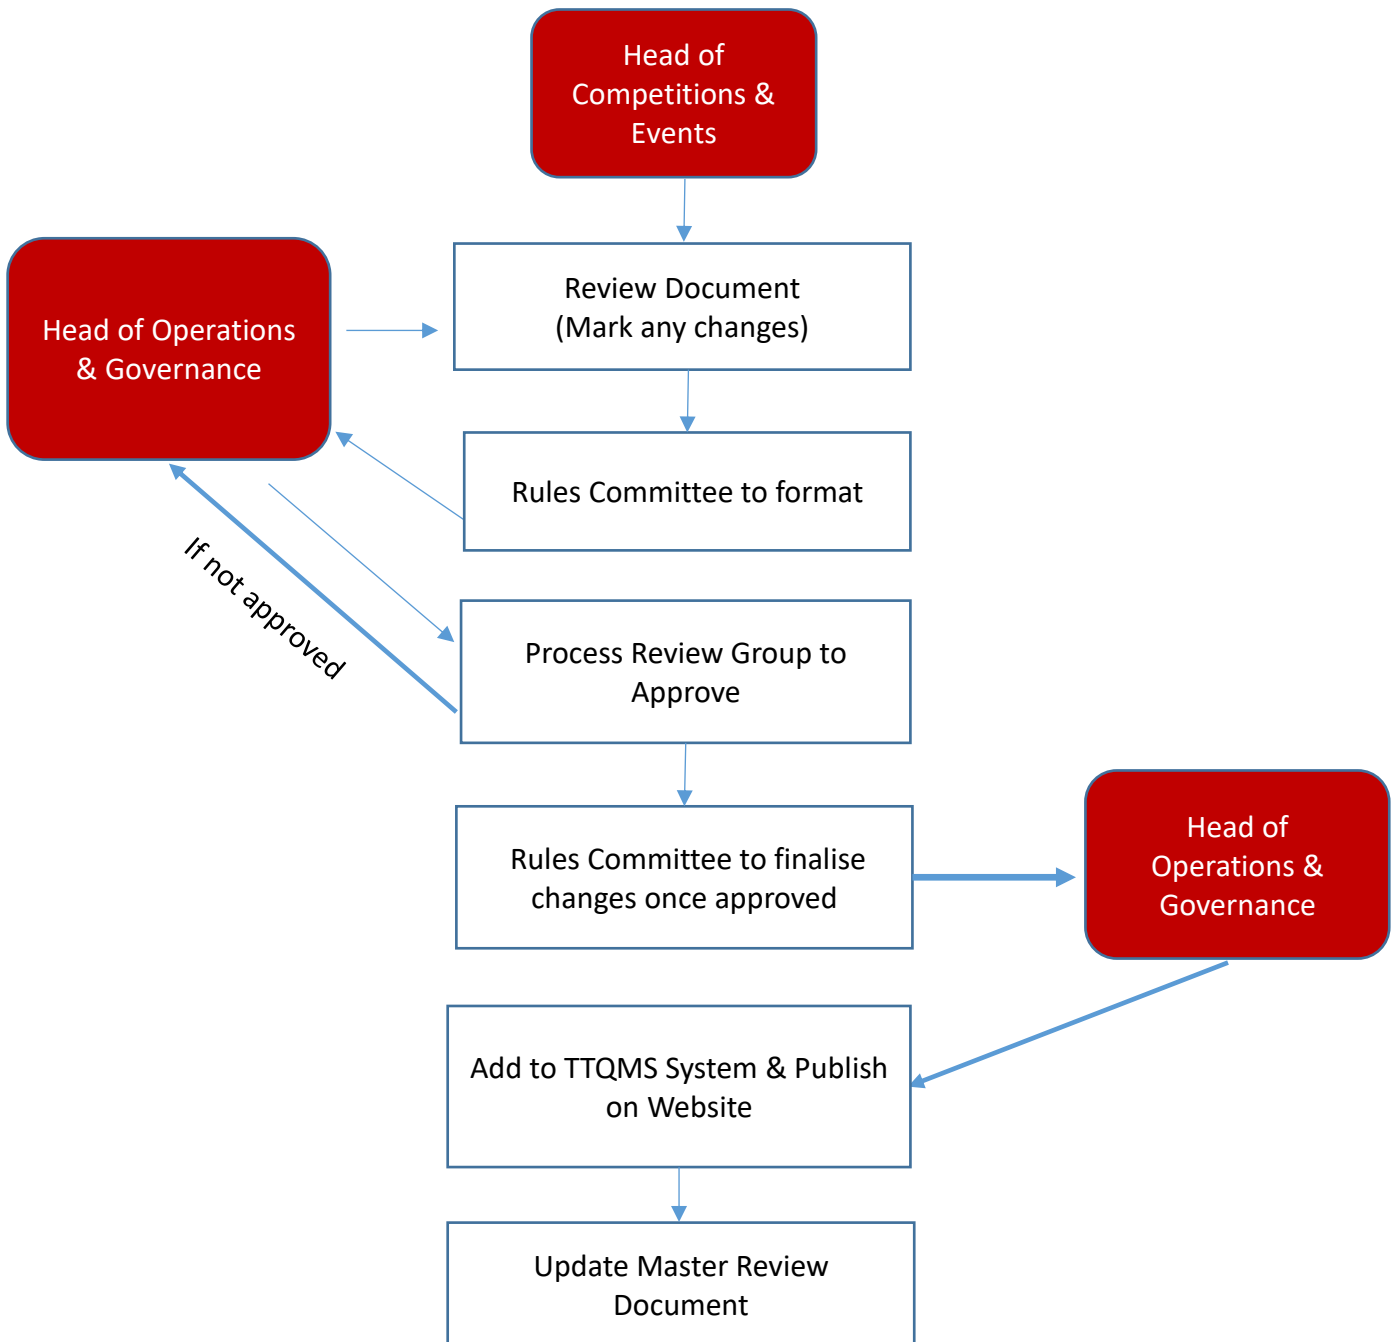 Head of
Competitions &
Events
Head of Operations
& Governance
Review Document
(Mark any changes)
Rules Committee to format
If not approved
Process Review Group to
Approve
Rules Committee to finalise
changes once approved
Head of
Operations &
Governance
Add to TTQMS System & Publish
on Website
Update Master Review
Document